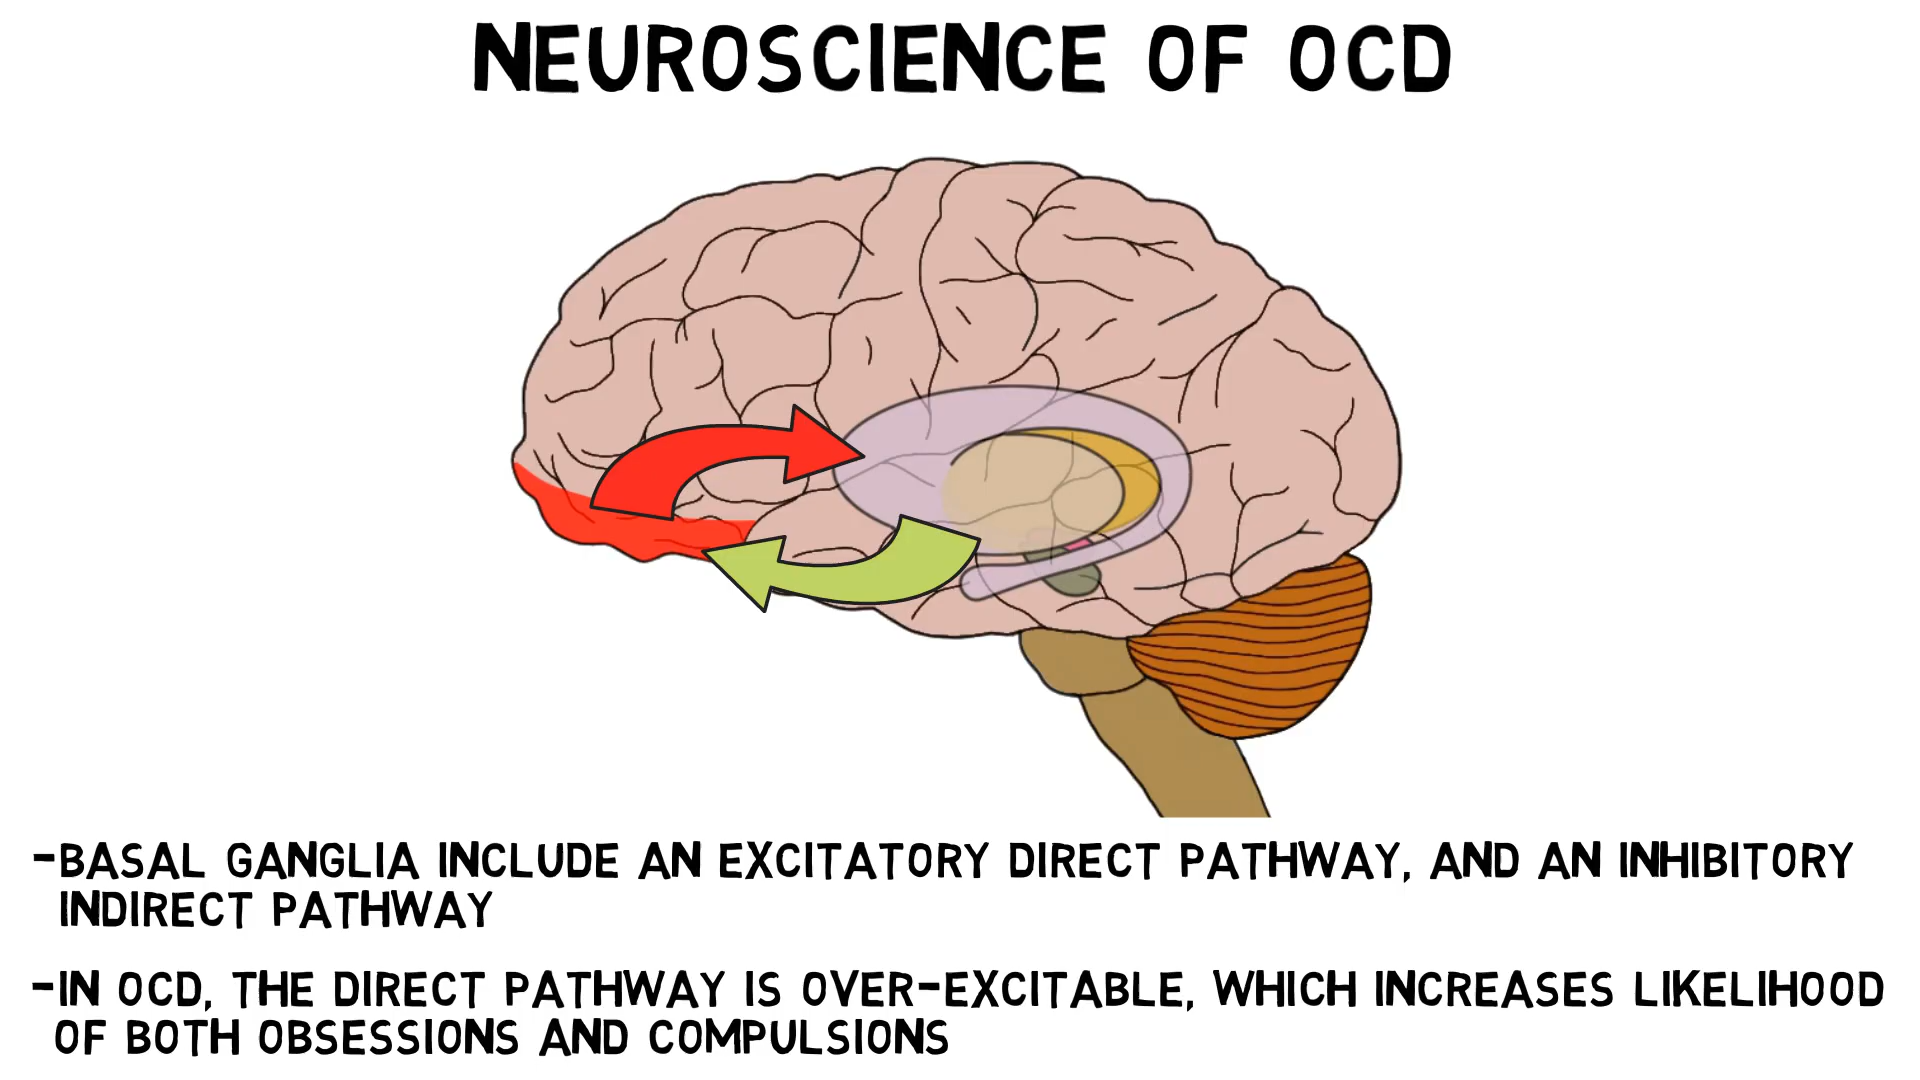 NEUROSCIENCE OF OCD
-BASAL GANGLIA INCLUDE AN EXCITATORY DIRECT PATHWAY, AND AN INHIBITORY
INDIRECT PATHWAY
-IN OCD, THE DIRECT PATHWAY IS OVER-EXCITABLE, WHICH INCREASES LIKELIHOOD
OF BOTH OBSESSIONS AND COMPULSIONS